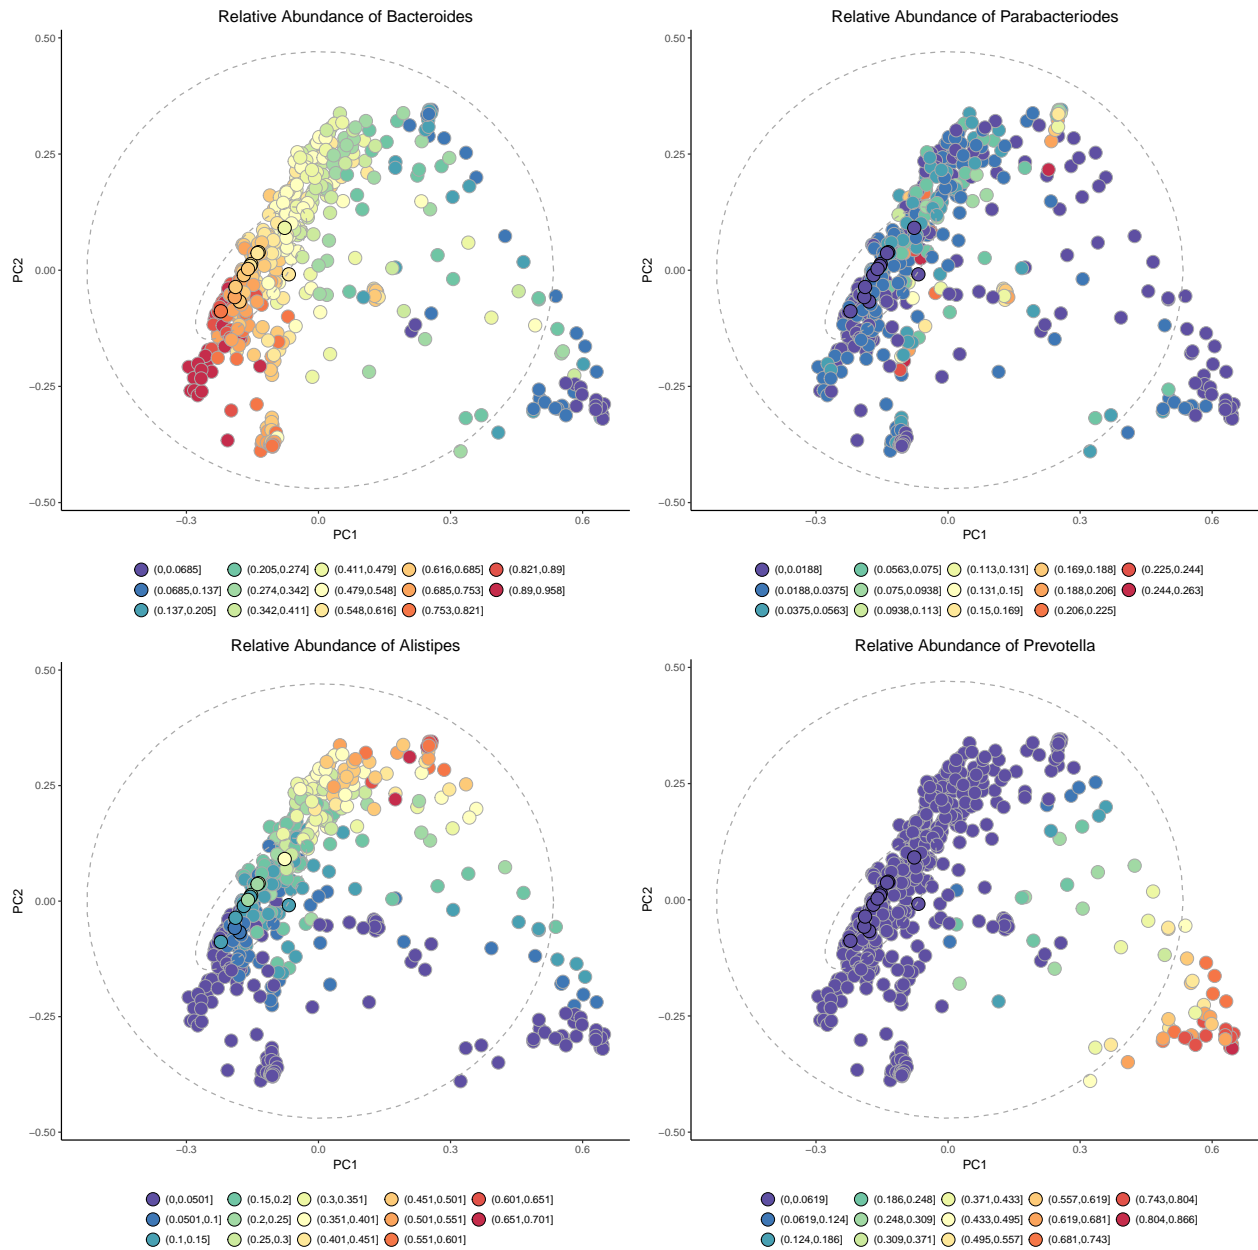 Relative Abundance of Bacteroides
0.50
0.25
0.00
−0.25
−0.50
PC2
−0.3
0.0
0.3
0.6
PC1
(0,0.0685] (0.205,0.274] (0.411,0.479] (0.616,0.685] (0.821,0.89]
(0.0685,0.137] (0.274,0.342] (0.479,0.548] (0.685,0.753] (0.89,0.958]
(0.137,0.205] (0.342,0.411] (0.548,0.616] (0.753,0.821]
Relative Abundance of Parabacteriodes
0.50
0.25
0.00
−0.25
−0.50
PC2
−0.3
0.0
0.3
0.6
PC1
(0,0.0188] (0.0563,0.075] (0.113,0.131] (0.169,0.188] (0.225,0.244]
(0.0188,0.0375] (0.075,0.0938] (0.131,0.15] (0.188,0.206] (0.244,0.263]
(0.0375,0.0563] (0.0938,0.113] (0.15,0.169] (0.206,0.225]
Relative Abundance of Alistipes
0.50
0.25
0.00
−0.25
−0.50
PC2
−0.3
0.0
0.3
0.6
PC1
(0,0.0501] (0.15,0.2] (0.3,0.351] (0.451,0.501] (0.601,0.651]
(0.0501,0.1] (0.2,0.25] (0.351,0.401] (0.501,0.551] (0.651,0.701]
(0.1,0.15] (0.25,0.3] (0.401,0.451] (0.551,0.601]
Relative Abundance of Prevotella
0.50
0.25
0.00
−0.25
−0.50
PC2
−0.3
0.0
0.3
0.6
PC1
(0,0.0619] (0.186,0.248] (0.371,0.433] (0.557,0.619] (0.743,0.804]
(0.0619,0.124] (0.248,0.309] (0.433,0.495] (0.619,0.681] (0.804,0.866]
(0.124,0.186] (0.309,0.371] (0.495,0.557] (0.681,0.743]